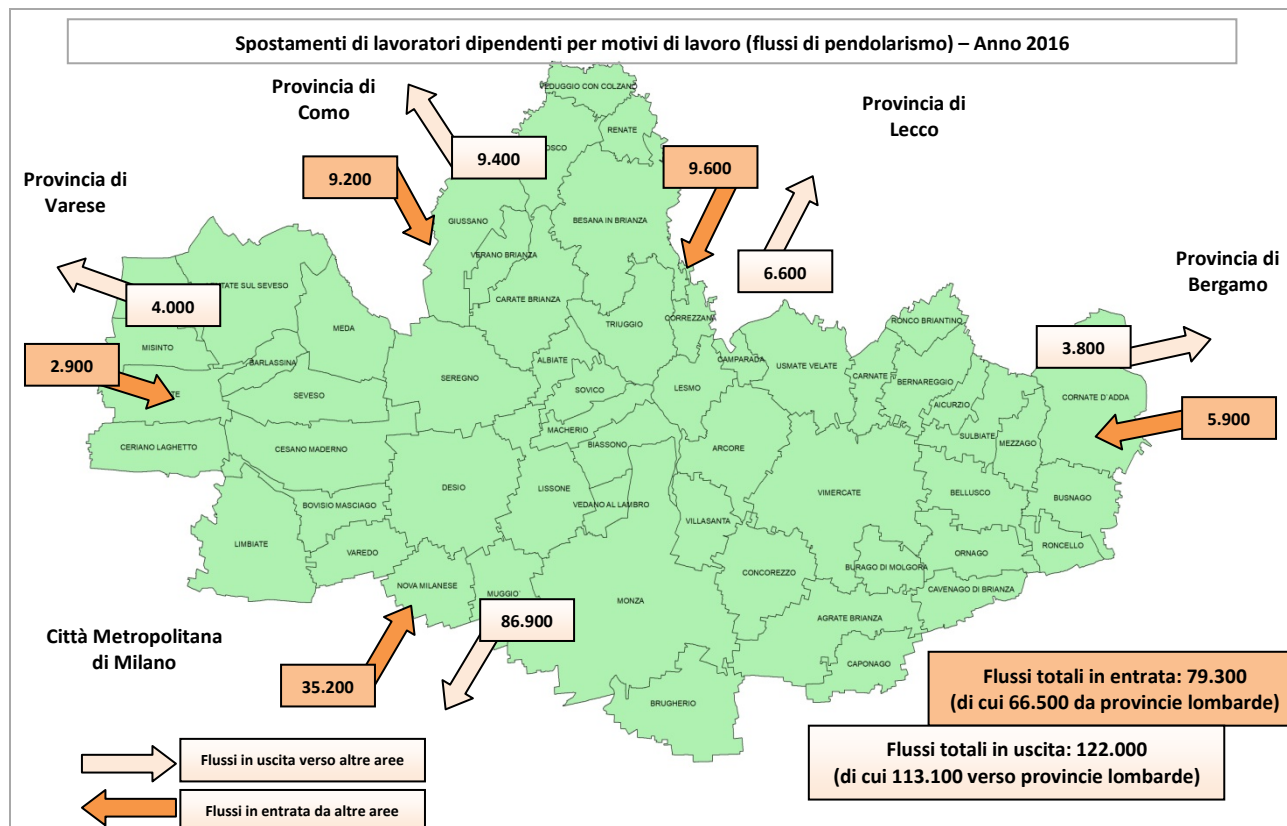 Spostamenti di lavoratori dipendenti per motivi di lavoro (flussi di pendolarismo) – Anno 2016
Provincia di
Como
Provincia di
Lecco
Provincia di
Varese
Provincia di
Bergamo
Città Metropolitana
di Milano
9.400
9.200
9.600
6.600
4.000
2.900
3.800
5.900
86.900
35.200
VEDUGGIO CON COLZANO
RENATE
OSCO
GIUSSANO
BESANA IN BRIANZA
VERANO BRIANZA
CARATE BRIANZA
TATE SUL SEVESO
MEDA
MISINTO
BARLASSINA
TE
SEVESO
SEREGNO
ALBIATE
TRIUGGIO
CORREZZANA
SOVICO
LESMO
CAMPARADA
USMATE VELATE
RONCO BRIANTINO
CARNATE
BERNAREGGIO
AICURZIO
CORNATE D´ADDA
SULBIATE
MEZZAGO
CERIANO LAGHETTO
CESANO MADERNO
MACHERIO
BIASSONO
ARCORE
DESIO
LISSONE
VEDANO AL LAMBRO
VILLASANTA
VIMERCATE
BELLUSCO
BUSNAGO
BOVISIO MASCIAGO
LIMBIATE
VAREDO
NOVA MILANESE
MUGGIO´
MONZA
CONCOREZZO
BURAGO DI MOLGORA
ORNAGO
RONCELLO
CAVENAGO DI BRIANZA
AGRATE BRIANZA
CAPONAGO
BRUGHERIO
Flussi totali in entrata: 79.300
(di cui 66.500 da provincie lombarde)
Flussi totali in uscita: 122.000
(di cui 113.100 verso provincie lombarde)
Flussi in uscita verso altre aree
Flussi in entrata da altre aree